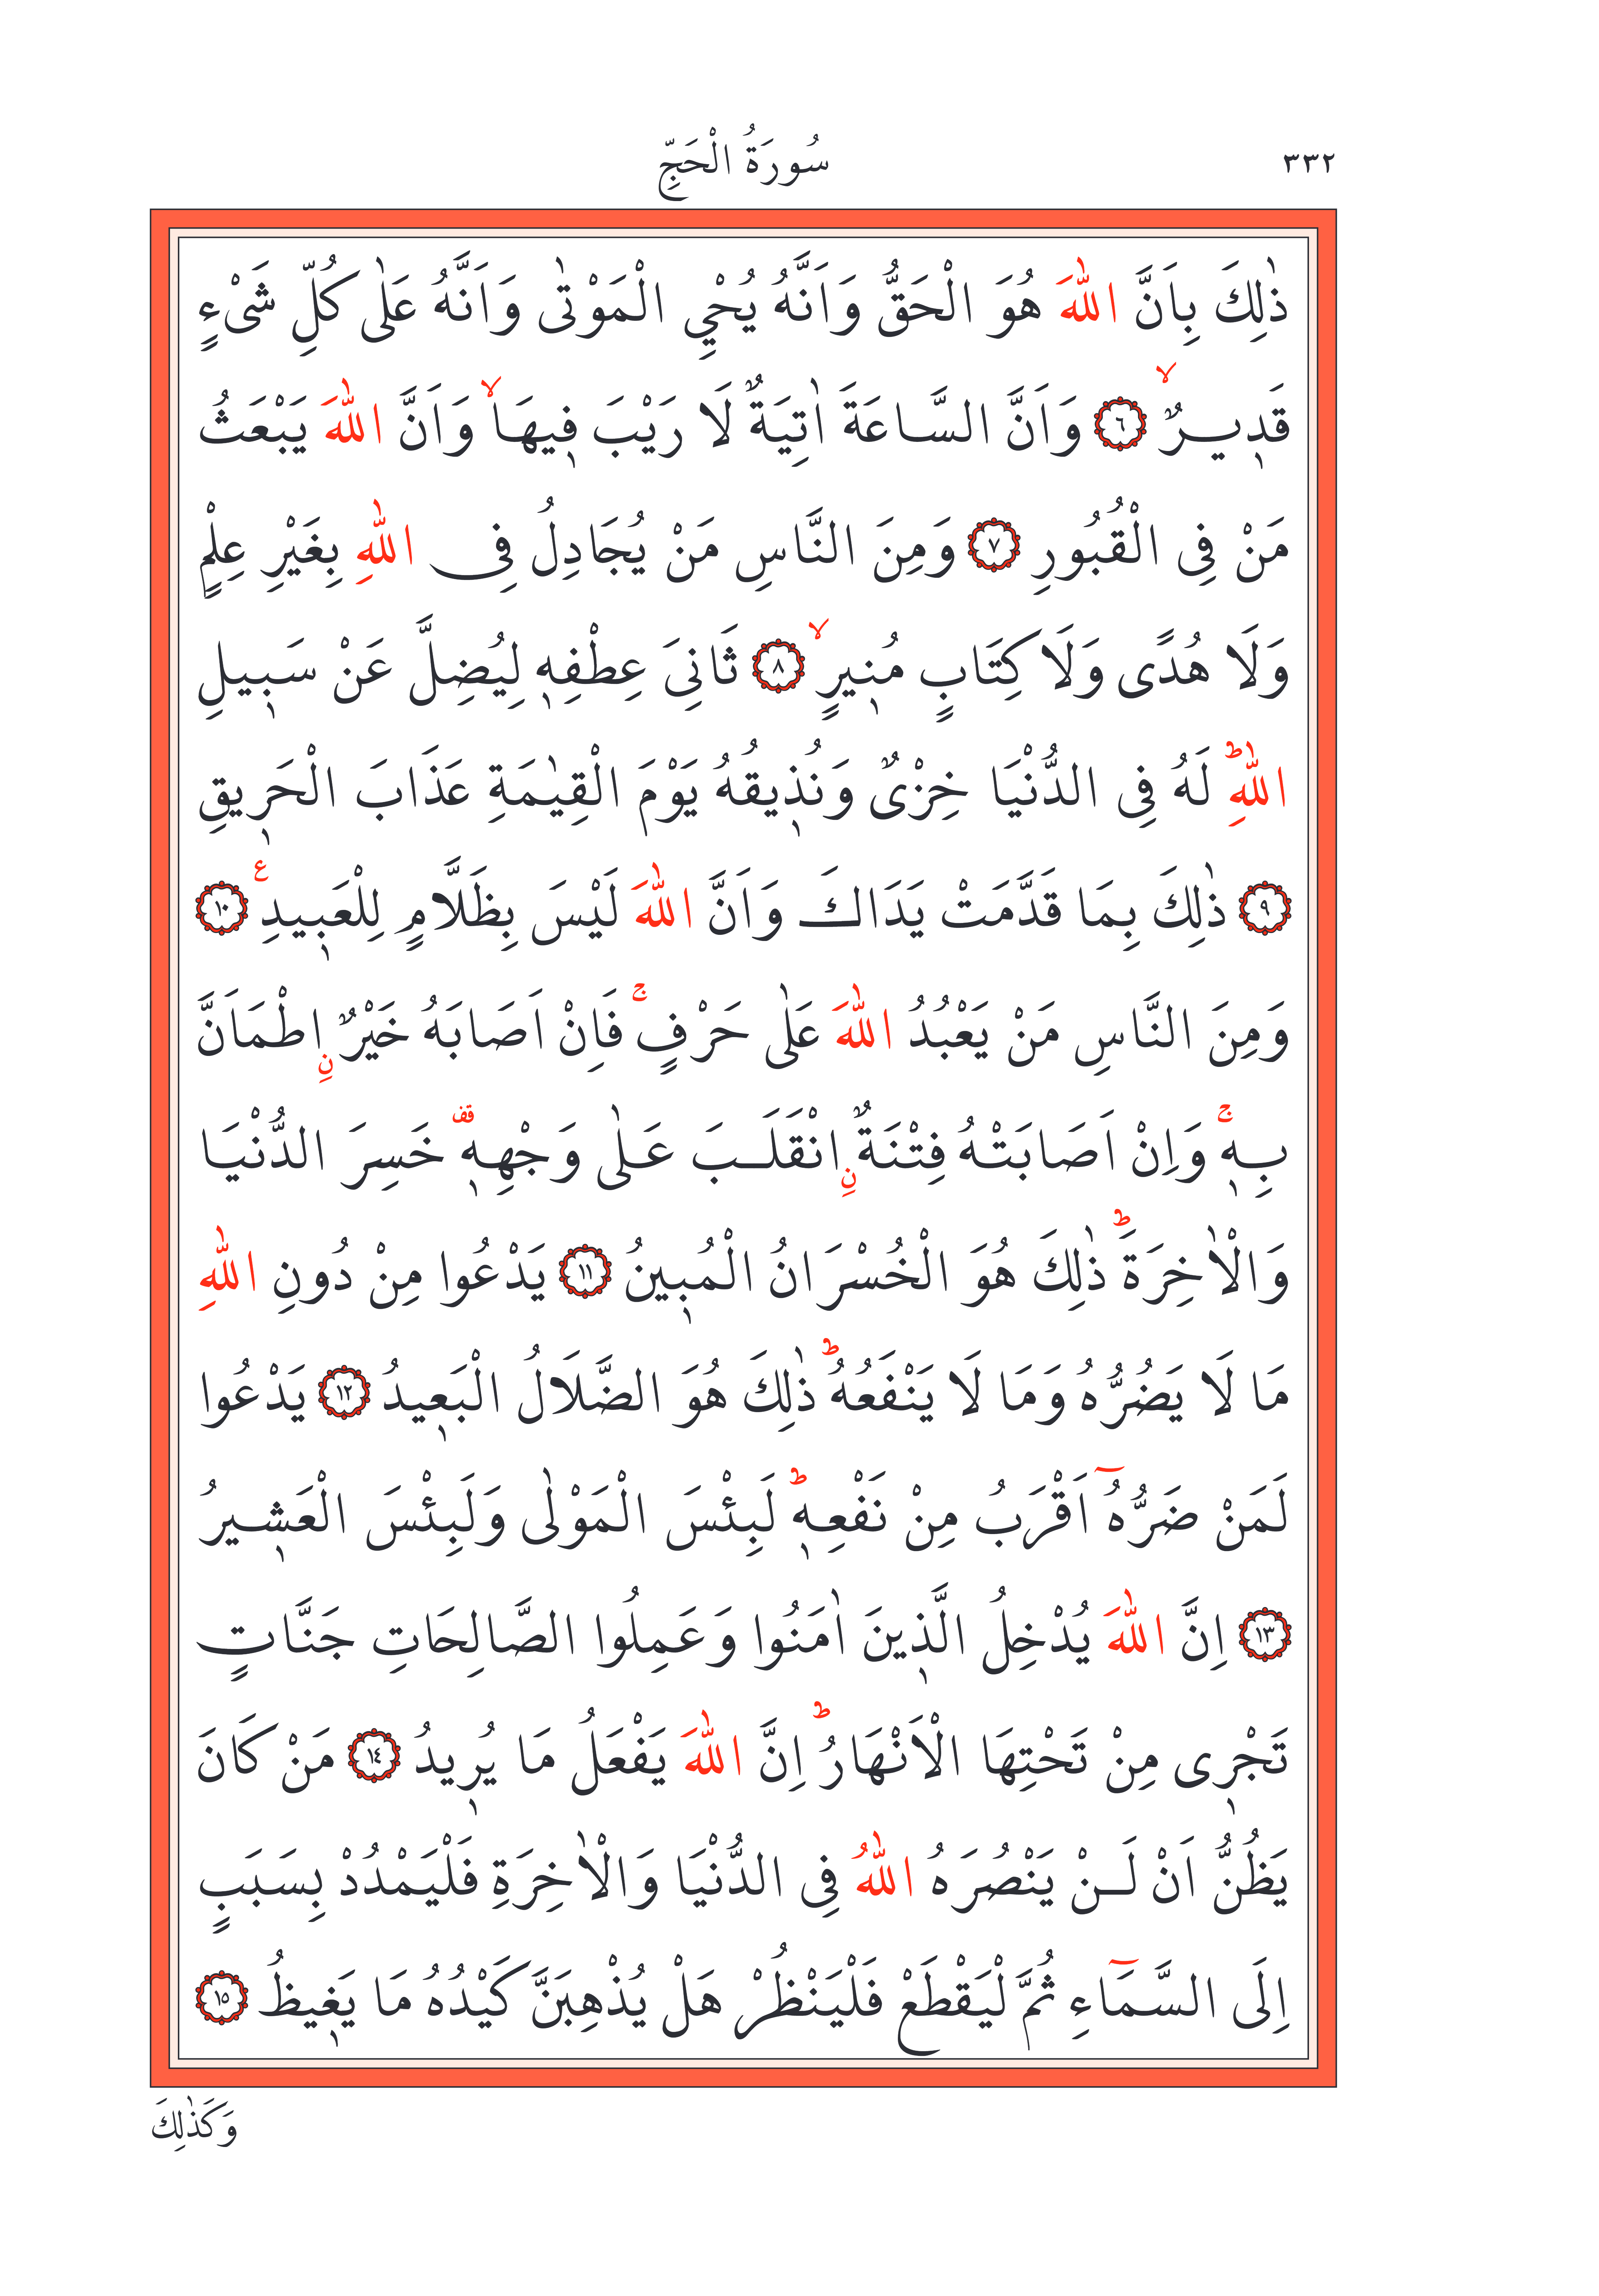 ٣٣٢
سُورَةُ الْحَجِّ
ذٰلِكَ بِاَنَّ اللّٰهَ هُوَ الْحَقُّ وَاَنَّهُ يُحْيِ الْمَوْتٰى وَاَنَّهُ عَلٰى كُلِّ شَىْءٍ
قَدٖيرٌۙ ﴿٦﴾ وَاَنَّ السَّاعَةَ اٰتِيَةٌ لَا رَيْبَ فٖيهَاۙ وَاَنَّ اللّٰهَ يَبْعَثُ
مَنْ فِى الْقُبُورِ ﴿٧﴾ وَمِنَ النَّاسِ مَنْ يُجَادِلُ فِى اللّٰهِ بِغَيْرِ عِلْمٍ
وَلَا هُدًى وَلَا كِتَابٍ مُنٖيرٍۙ ﴿٨﴾ ثَانِىَ عِطْفِهٖ لِيُضِلَّ عَنْ سَبٖيلِ
اللّٰهِؕ لَهُ فِى الدُّنْيَا خِزْىٌ وَنُذٖيقُهُ يَوْمَ الْقِيٰمَةِ عَذَابَ الْحَرٖيقِ
﴿٩﴾ ذٰلِكَ بِمَا قَدَّمَتْ يَدَاكَ وَاَنَّ اللّٰهَ لَيْسَ بِظَلَّامٍ لِلْعَبٖيدِ ع ﴿١٠﴾
وَمِنَ النَّاسِ مَنْ يَعْبُدُ اللّٰهَ عَلٰى حَرْفٍۚ فَاِنْ اَصَابَهُ خَيْرٌ نِ اطْمَاَنَّ
بِهٖۚ وَاِنْ اَصَابَتْهُ فِتْنَةٌ نِ انْقَلَبَ عَلٰى وَجْهِهٖ قف خَسِرَ الدُّنْيَا
وَالْاٰخِرَةَؕ ذٰلِكَ هُوَ الْخُسْرَانُ الْمُبٖينُ ﴿١١﴾ يَدْعُوا مِنْ دُونِ اللّٰهِ
مَا لَا يَضُرُّهُ وَمَا لَا يَنْفَعُهُؕ ذٰلِكَ هُوَ الضَّلَالُ الْبَعٖيدُ ﴿١٢﴾ يَدْعُوا
لَمَنْ ضَرُّهُٓ اَقْرَبُ مِنْ نَفْعِهٖؕ لَبِئْسَ الْمَوْلٰى وَلَبِئْسَ الْعَشٖيرُ
﴿١٣﴾ اِنَّ اللّٰهَ يُدْخِلُ الَّذٖينَ اٰمَنُوا وَعَمِلُوا الصَّالِحَاتِ جَنَّاتٍ
تَجْرٖى مِنْ تَحْتِهَا الْاَنْهَارُؕ اِنَّ اللّٰهَ يَفْعَلُ مَا يُرٖيدُ ﴿١٤﴾ مَنْ كَانَ
يَظُنُّ اَنْ لَنْ يَنْصُرَهُ اللّٰهُ فِى الدُّنْيَا وَالْاٰخِرَةِ فَلْيَمْدُدْ بِسَبَبٍ
اِلَى السَّمَٓاءِ ثُمَّ لْيَقْطَعْ فَلْيَنْظُرْ هَلْ يُذْهِبَنَّ كَيْدُهُ مَا يَغٖيظُ ﴿١٥﴾
وَكَذٰلِكَ